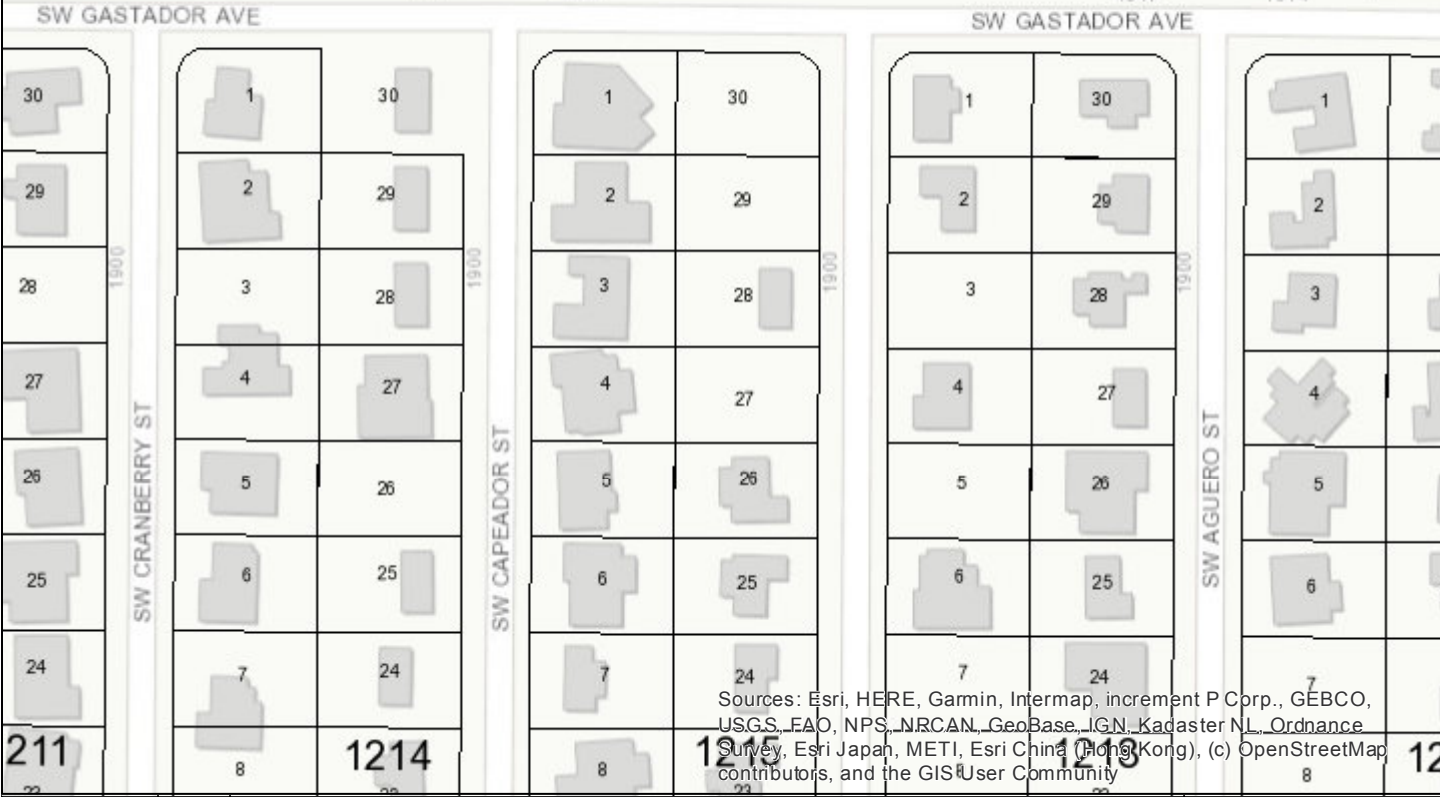 SW GASTADOR AVE
SW GASTADOR AVE
30 1 30 1 30 1 30 1
29 2 29 2 29 2 29 2
28 3 28 3 28 3 28 3
1900 1900 1900 1900
27 4 27 4 27 4 27 4
26 5 26 5 26 5 26 5
25 6 25 6 25 6 25 6
24 7 24 7 24 7 24 7
SW CRANBERRY ST
SW CAPEADOR ST
SW AGUERO ST
211 1214 1215 12
8 8 8
23
Sources: Esri, HERE, Garmin, Intermap, increment P Corp., GEBCO,
USGS, FAO, NPS, NRCAN, GeoBase, IGN, Kadaster NL, Ordnance
Survey, Esri Japan, METI, Esri China (Hong Kong), (c) OpenStreetMap
contributors, and the GIS User Community